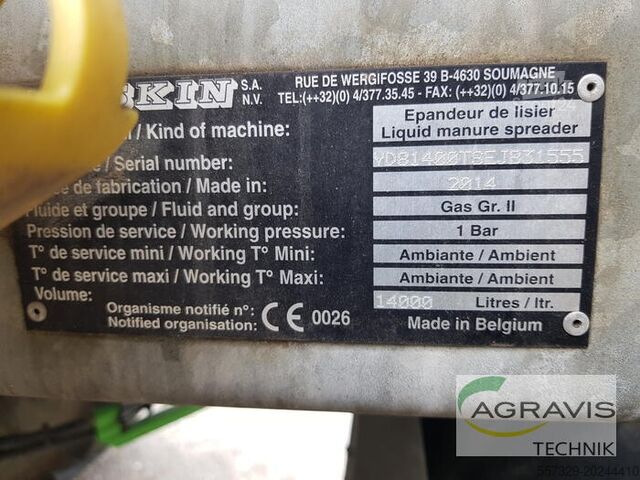 SKIN S.A. N.V.
RUE DE WERGIFOSSE 39 B-4630 SOUMAGNE
TEL:(++32)(0) 4/377.35.45 - FAX: (++32)(0) 4/377.10.15
/ Kind of machine: Epandeur de lisier
Liquid manure spreader
/ Serial number:
de fabrication / Made in: 2014
Fluide et groupe / Fluid and group: Gas Gr. II
Pression de service / Working pressure: 1 Bar
T° de service mini / Working T° Mini: Ambiante / Ambient
T° de service maxi / Working T° Maxi: Ambiante / Ambient
Volume: 14000 Litres / ltr.
Organisme notifié n°:
Notified organisation: CE 0026
Made in Belgium
AGRAVIS
TECHNIK
557329-20244410